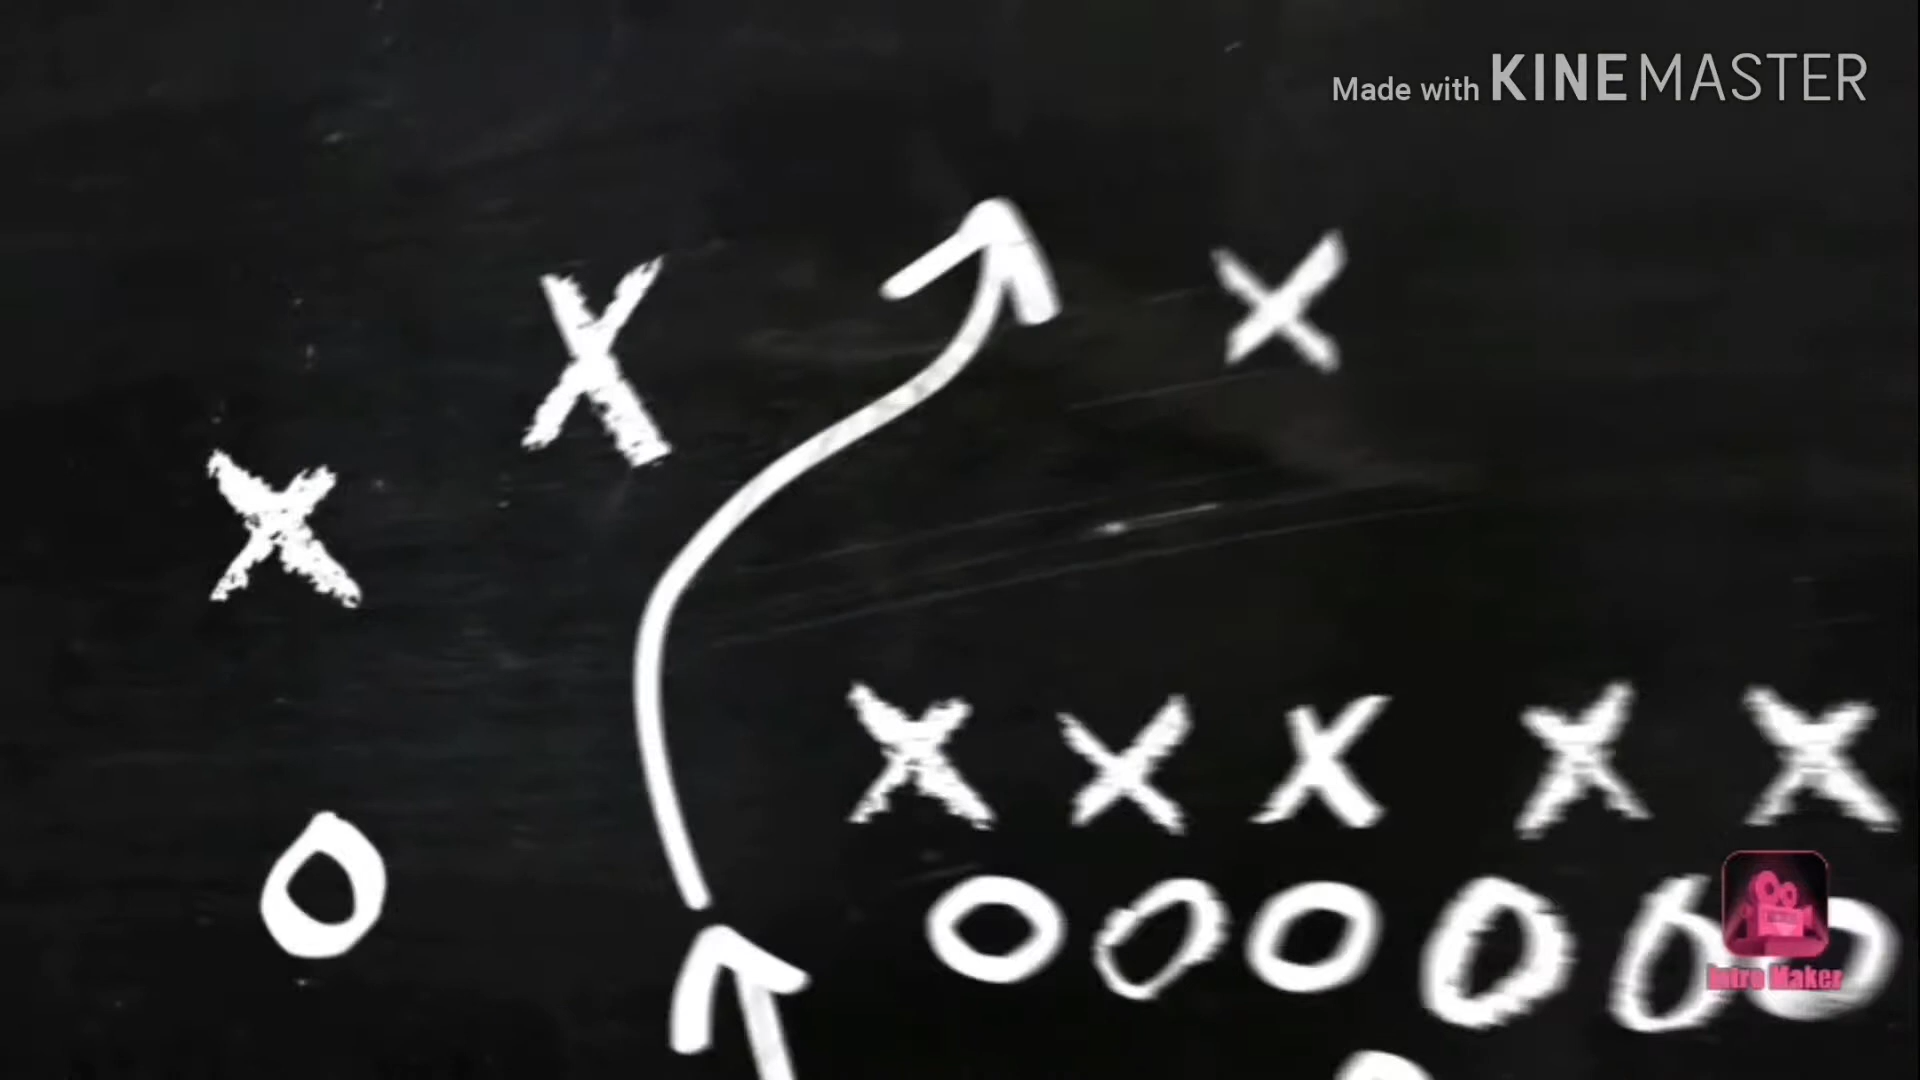 Made with KINEMASTER
X
X
X
X X X X X
O
O O O O O O
Intro Maker